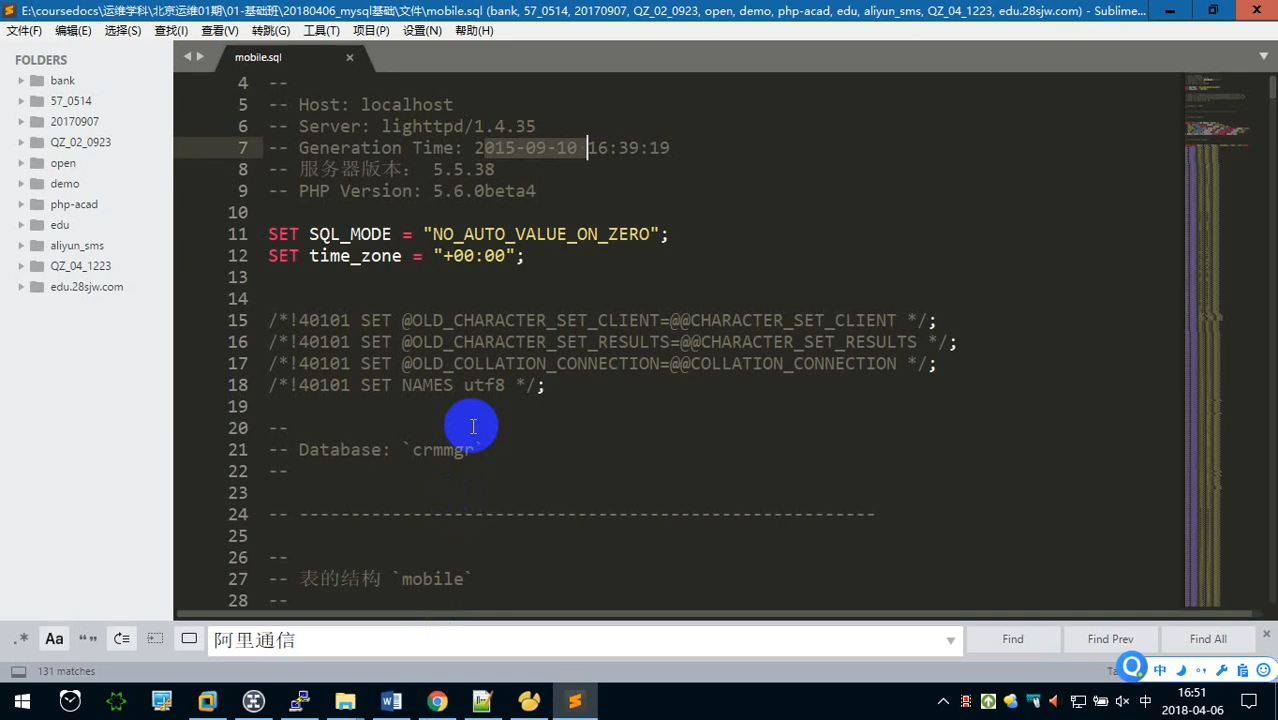 E:\coursedocs\运维学科\北京运维01期\01-基础班\20180406_mysql基础\文件\mobile.sql (bank, 57_0514, 20170907, QZ_02_0923, open, demo, php-acad, edu, aliyun_sms, QZ_04_1223, edu.28sjw.com) - Sublime...
文件(F) 编辑(E) 选择(S) 查找(I) 查看(V) 转跳(G) 工具(T) 项目(P) 设置(N) 帮助(H)
FOLDERS
bank
57_0514
20170907
QZ_02_0923
open
demo
php-acad
edu
aliyun_sms
QZ_04_1223
edu.28sjw.com
mobile.sql
4 --
5 -- Host: localhost
6 -- Server: lighttpd/1.4.35
7 -- Generation Time: 2015-09-10 16:39:19
8 -- 服务器版本： 5.5.38
9 -- PHP Version: 5.6.0beta4
10
11 SET SQL_MODE = "NO_AUTO_VALUE_ON_ZERO";
12 SET time_zone = "+00:00";
13
14
15 /*!40101 SET @OLD_CHARACTER_SET_CLIENT=@@CHARACTER_SET_CLIENT */;
16 /*!40101 SET @OLD_CHARACTER_SET_RESULTS=@@CHARACTER_SET_RESULTS */;
17 /*!40101 SET @OLD_COLLATION_CONNECTION=@@COLLATION_CONNECTION */;
18 /*!40101 SET NAMES utf8 */;
19
20 --
21 -- Database: `crmmgr`
22 --
23
24 -- --------------------------------------------------------
25
26 --
27 -- 表的结构 `mobile`
28 --
.* Aa “”
阿里通信
Find Find Prev Find All
131 matches
中
中
16:51
2018-04-06